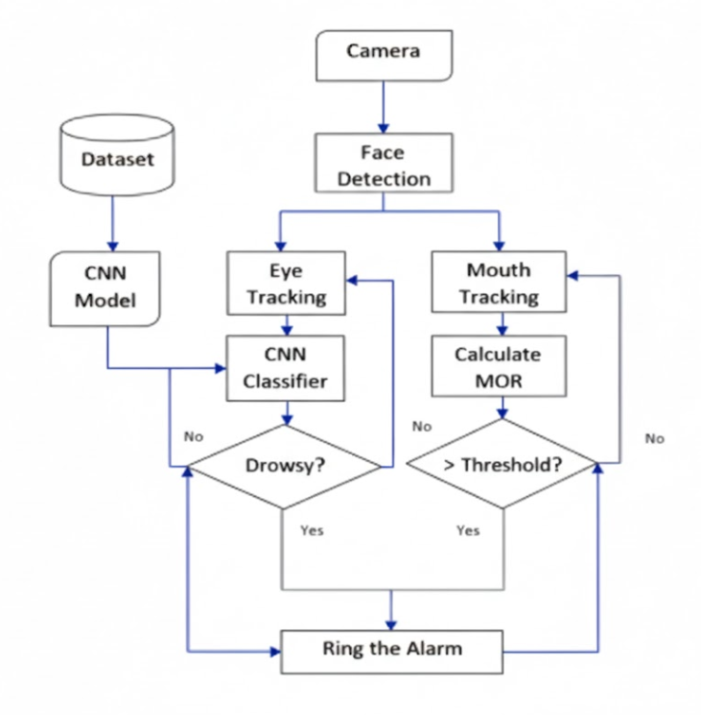 Camera
Dataset
Face
Detection
CNN
Model
Eye
Tracking
Mouth
Tracking
CNN
Classifier
Calculate
MOR
No
Drowsy?
No
> Threshold?
No
Yes
Yes
Ring the Alarm